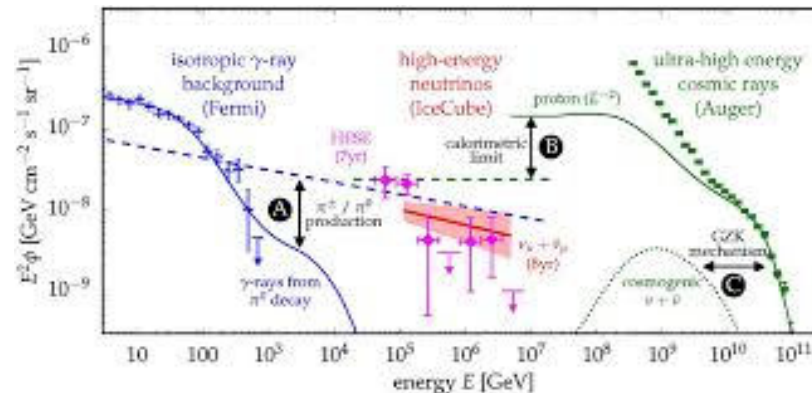 E²ϕ [GeV cm⁻² s⁻¹ sr⁻¹]
10⁻⁶
10⁻⁷
10⁻⁸
10⁻⁹
isotropic γ-ray
background
(Fermi)
high-energy
neutrinos
(IceCube)
ultra-high energy
cosmic rays
(Auger)
proton (E⁻²)
HESE
(7yr)
calorimetric
limit
B
A
π± / π⁰
production
γ-rays from
π⁰ decay
(8yr)
GZK
mechanism
C
cosmogenic
ν + ν̄
10
100
10³
10⁴
10⁵
10⁶
10⁷
10⁸
10⁹
10¹⁰
10¹¹
energy E [GeV]